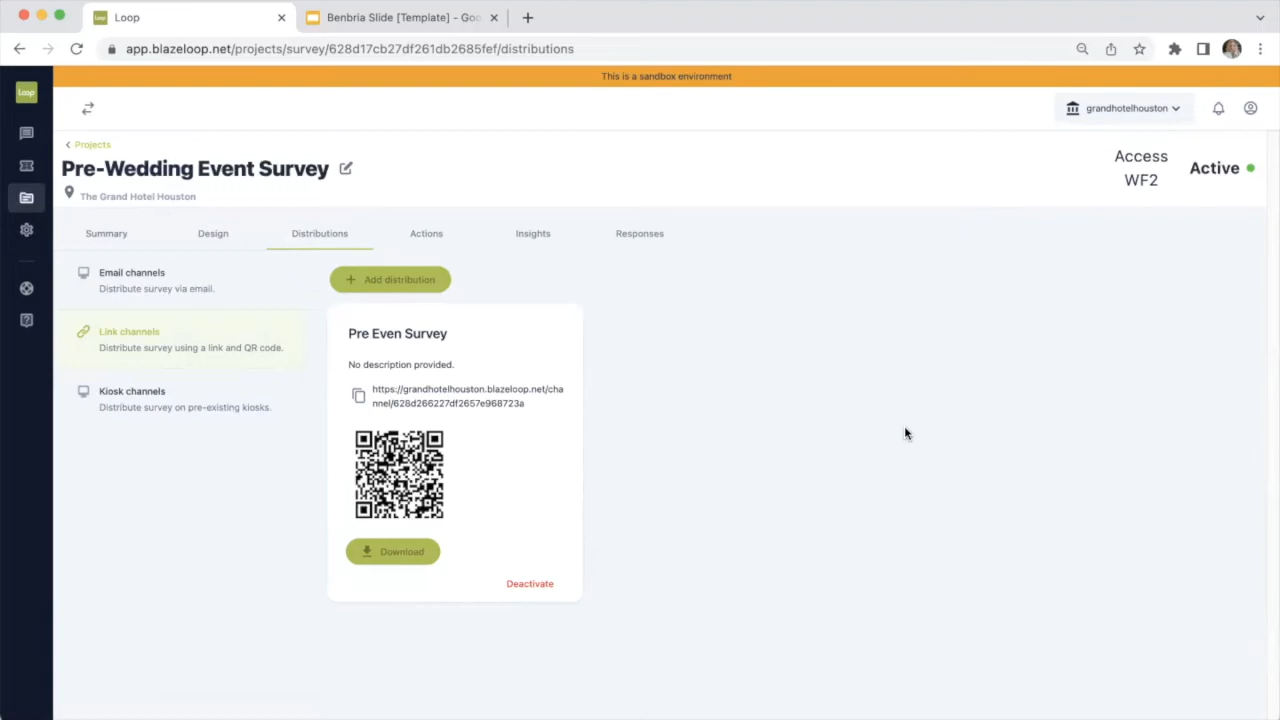 Loop
Benbria Slide [Template] - Goo
app.blazeloop.net/projects/survey/628d17cb27df261db2685fef/distributions
This is a sandbox environment
Loop
grandhotelhouston
Projects
Pre-Wedding Event Survey
The Grand Hotel Houston
Access
WF2
Active
Summary Design Distributions Actions Insights Responses
Email channels
Distribute survey via email.
Link channels
Distribute survey using a link and QR code.
Kiosk channels
Distribute survey on pre-existing kiosks.
+ Add distribution
Pre Even Survey
No description provided.
https://grandhotelhouston.blazeloop.net/cha
nnel/628d266227df2657e968723a
Download
Deactivate